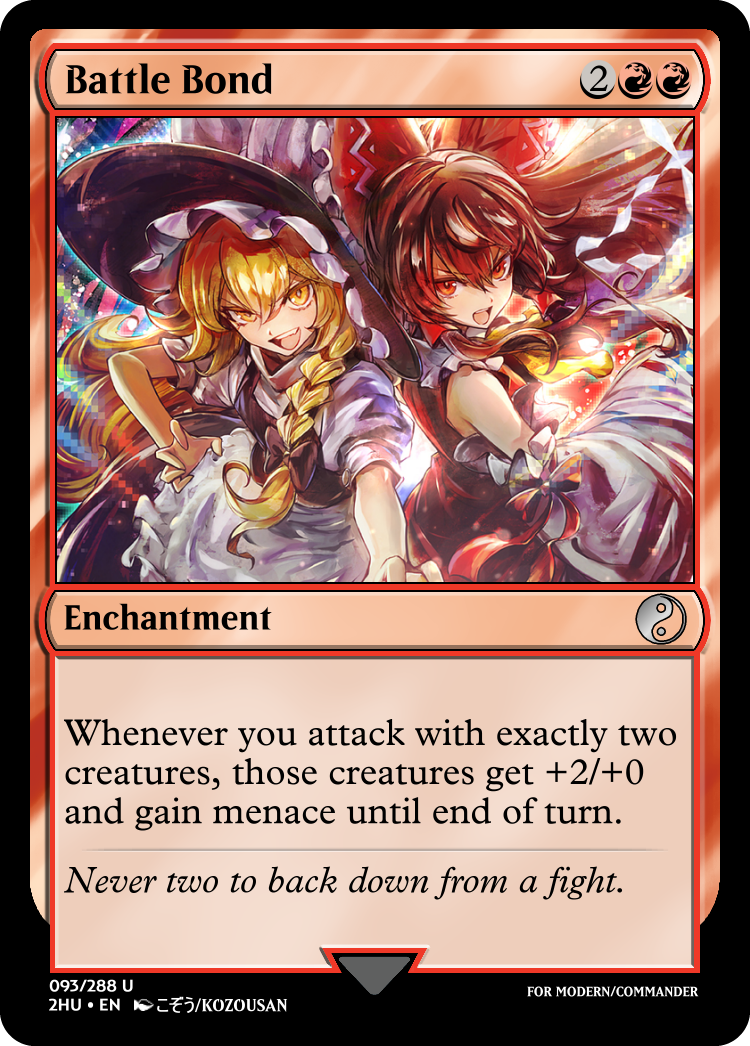 Battle Bond 2
Enchantment
Whenever you attack with exactly two
creatures, those creatures get +2/+0
and gain menace until end of turn.
Never two to back down from a fight.
093/288 U
2HU • EN こぞう/KOZOUSAN
FOR MODERN/COMMANDER